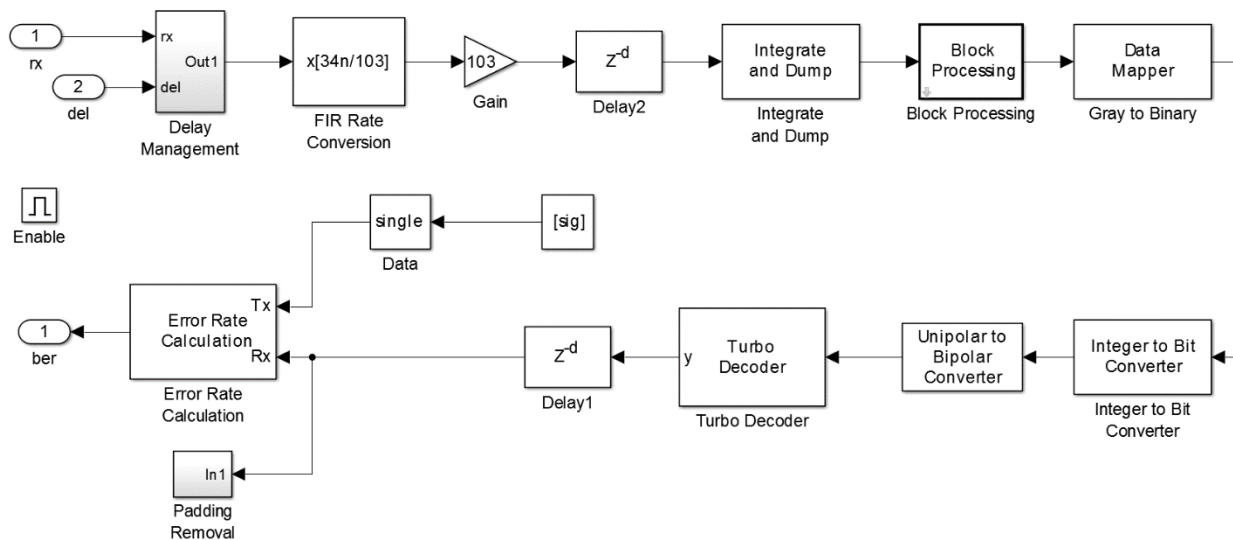 1
rx
2
del
rx
del
Out1
Delay
Management
x[34n/103]
FIR Rate
Conversion
103
Gain
Z-d
Delay2
Integrate
and Dump
Integrate
and Dump
Block
Processing
Block Processing
Data
Mapper
Gray to Binary
Enable
single
Data
[sig]
1
ber
Tx
Error Rate
Calculation
Rx
Error Rate
Calculation
In1
Padding
Removal
Z-d
Delay1
y
Turbo
Decoder
Turbo Decoder
Unipolar to
Bipolar
Converter
Integer to Bit
Converter
Integer to Bit
Converter